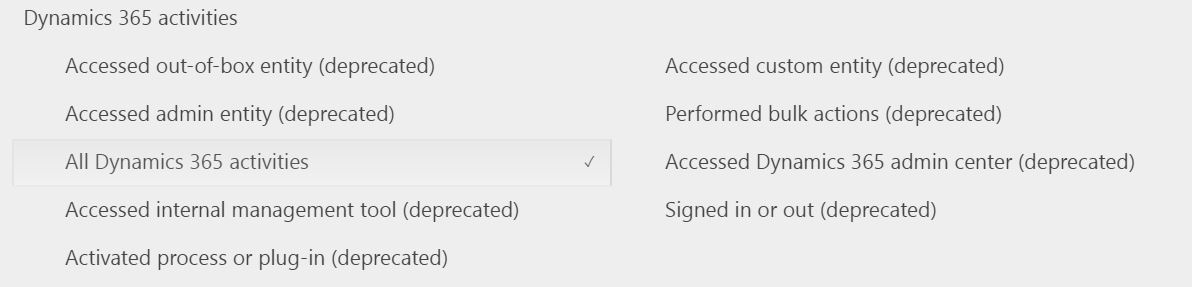 Dynamics 365 activities
Accessed out-of-box entity (deprecated)
Accessed custom entity (deprecated)
Accessed admin entity (deprecated)
Performed bulk actions (deprecated)
All Dynamics 365 activities ✓
Accessed Dynamics 365 admin center (deprecated)
Accessed internal management tool (deprecated)
Signed in or out (deprecated)
Activated process or plug-in (deprecated)